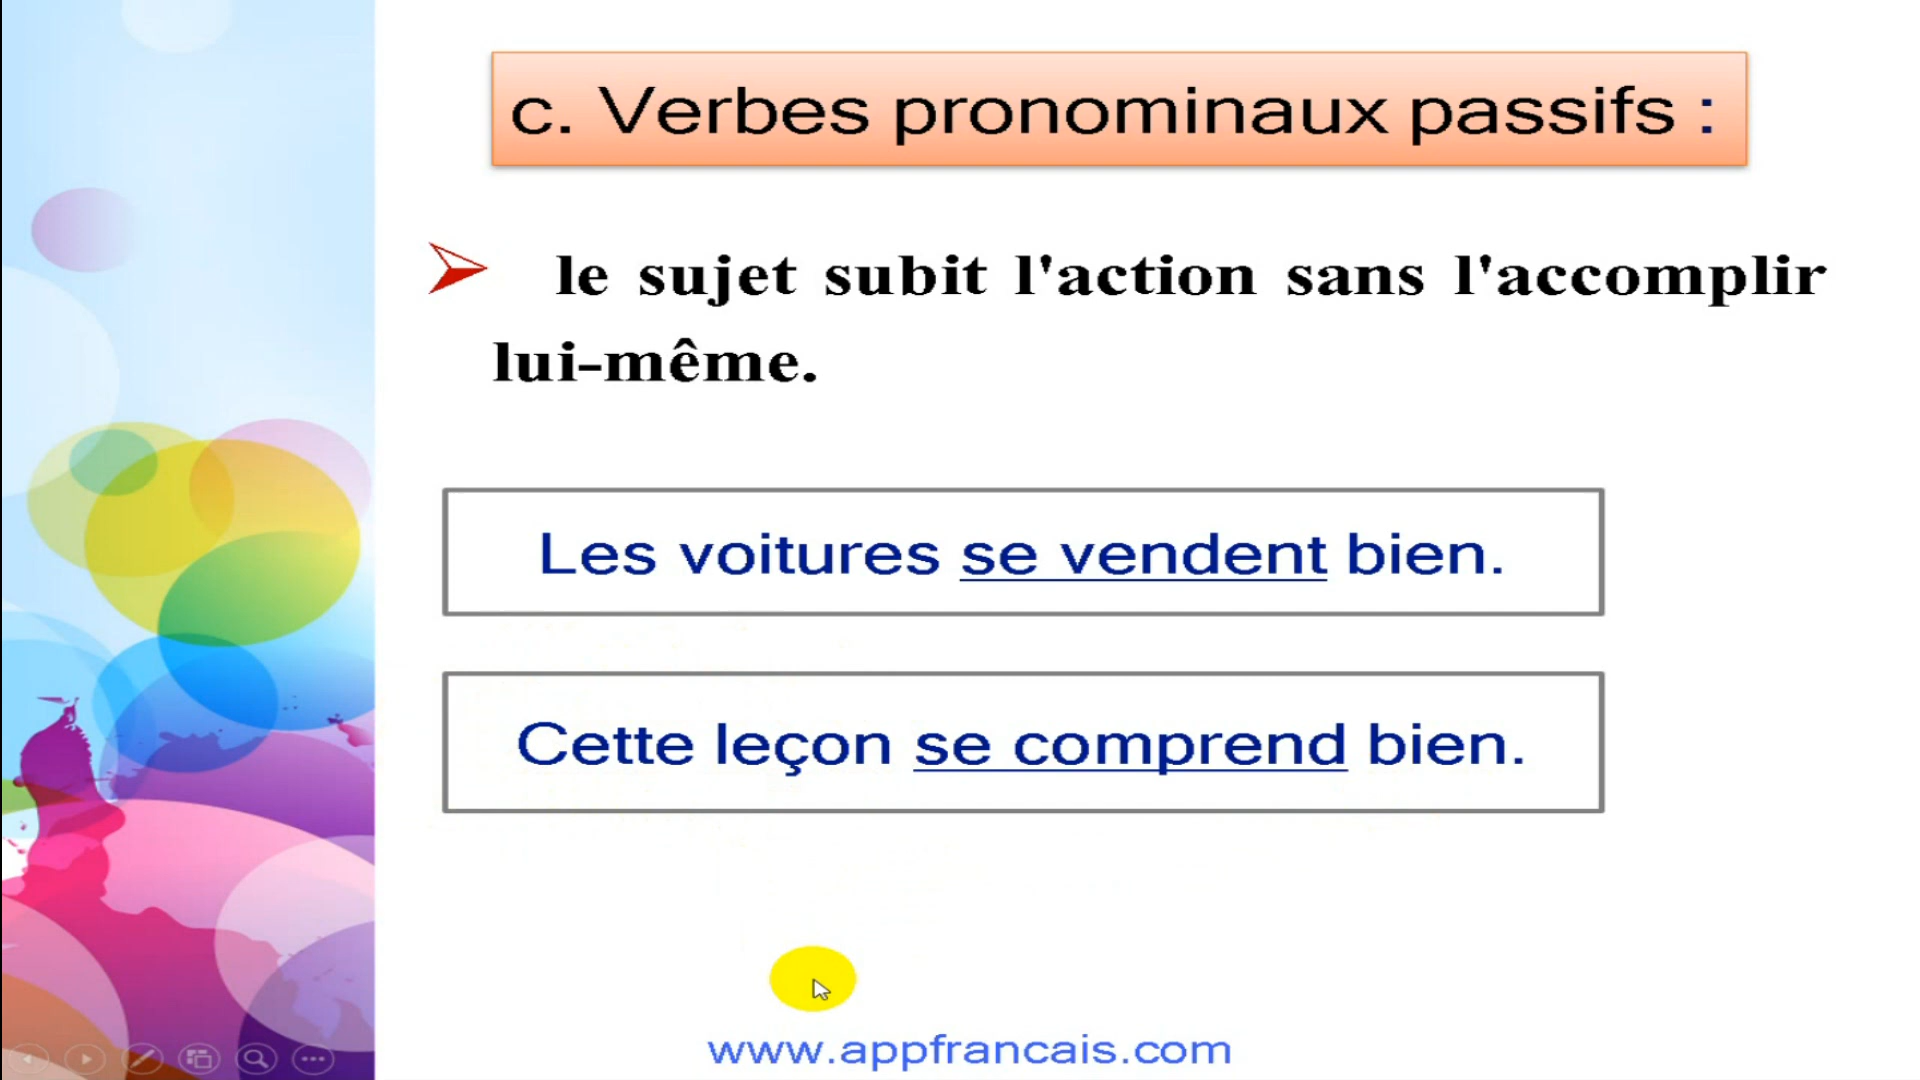 c. Verbes pronominaux passifs :
le sujet subit l'action sans l'accomplir
lui-même.
Les voitures se vendent bien.
Cette leçon se comprend bien.
www.appfrancais.com